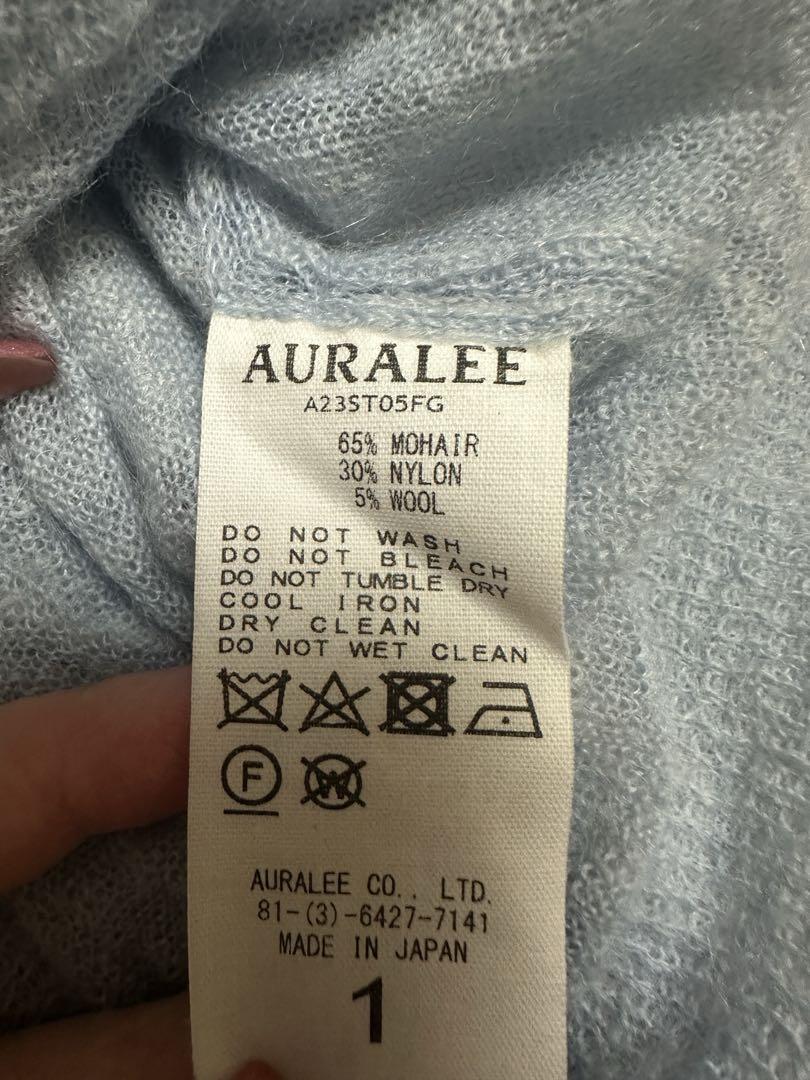 AURALEE
A23ST05FG
65% MOHAIR
30% NYLON
5% WOOL
DO NOT WASH
DO NOT BLEACH
DO NOT TUMBLE DRY
COOL IRON
DRY CLEAN
DO NOT WET CLEAN
F W
AURALEE CO., LTD.
81-(3)-6427-7141
MADE IN JAPAN
1